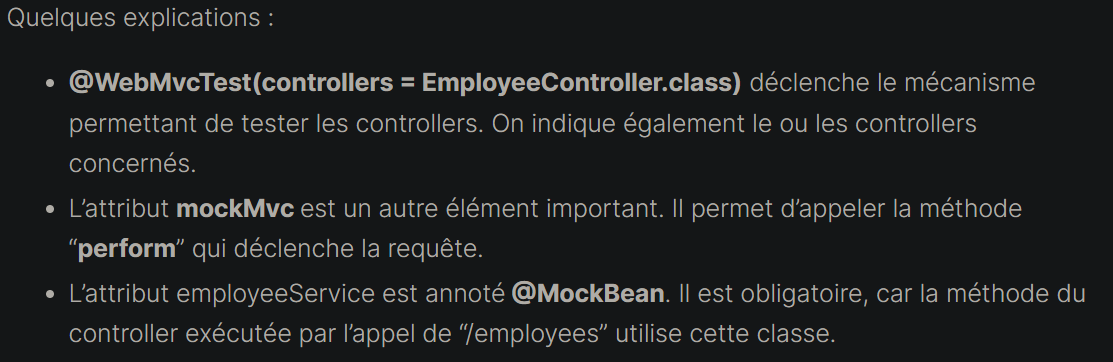 Quelques explications :
• @WebMvcTest(controllers = EmployeeController.class) déclenche le mécanisme
permettant de tester les controllers. On indique également le ou les controllers
concernés.
• L’attribut mockMvc est un autre élément important. Il permet d’appeler la méthode
“perform” qui déclenche la requête.
• L’attribut employeeService est annoté @MockBean. Il est obligatoire, car la méthode du
controller exécutée par l’appel de “/employees” utilise cette classe.